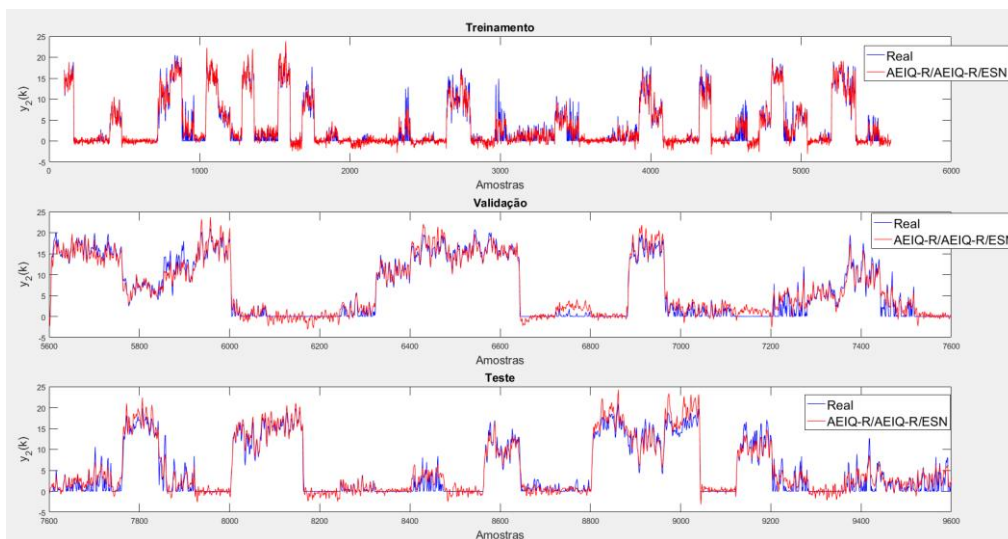 Treinamento
Real
AEIQ-R/AEIQ-R/ESN
y2(k)
25
20
15
10
5
0
-5
0 1000 2000 3000 4000 5000 6000
Amostras
Validação
Real
AEIQ-R/AEIQ-R/ESN
y2(k)
25
20
15
10
5
0
-5
5600 5800 6000 6200 6400 6600 6800 7000 7200 7400 7600
Amostras
Teste
Real
AEIQ-R/AEIQ-R/ESN
y2(k)
25
20
15
10
5
0
-5
7600 7800 8000 8200 8400 8600 8800 9000 9200 9400 9600
Amostras